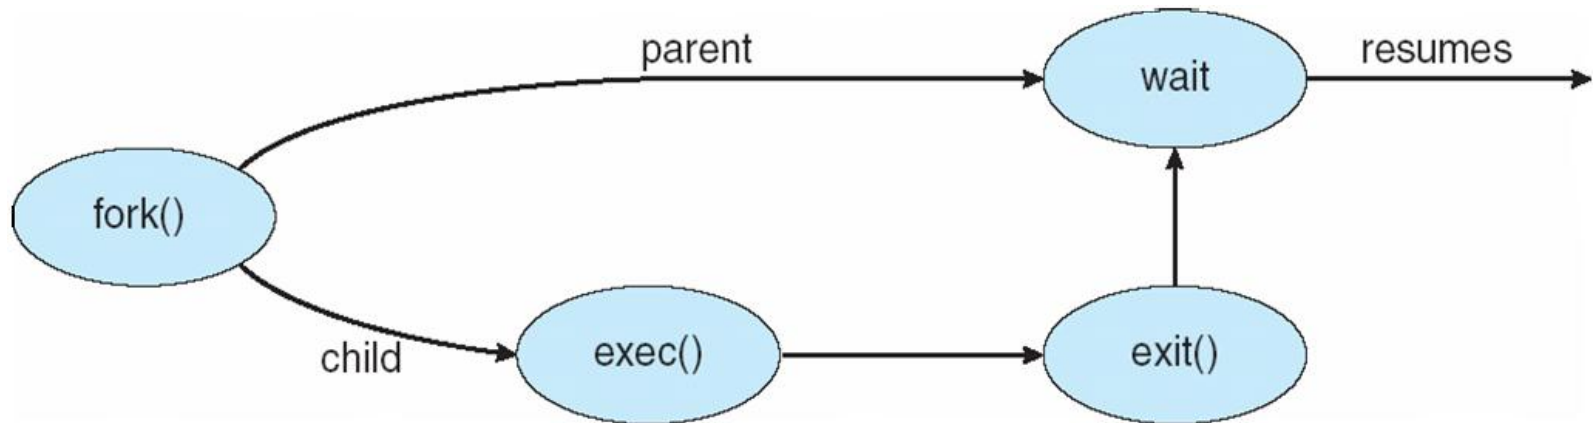 parent
wait
resumes
fork()
child
exec()
exit()